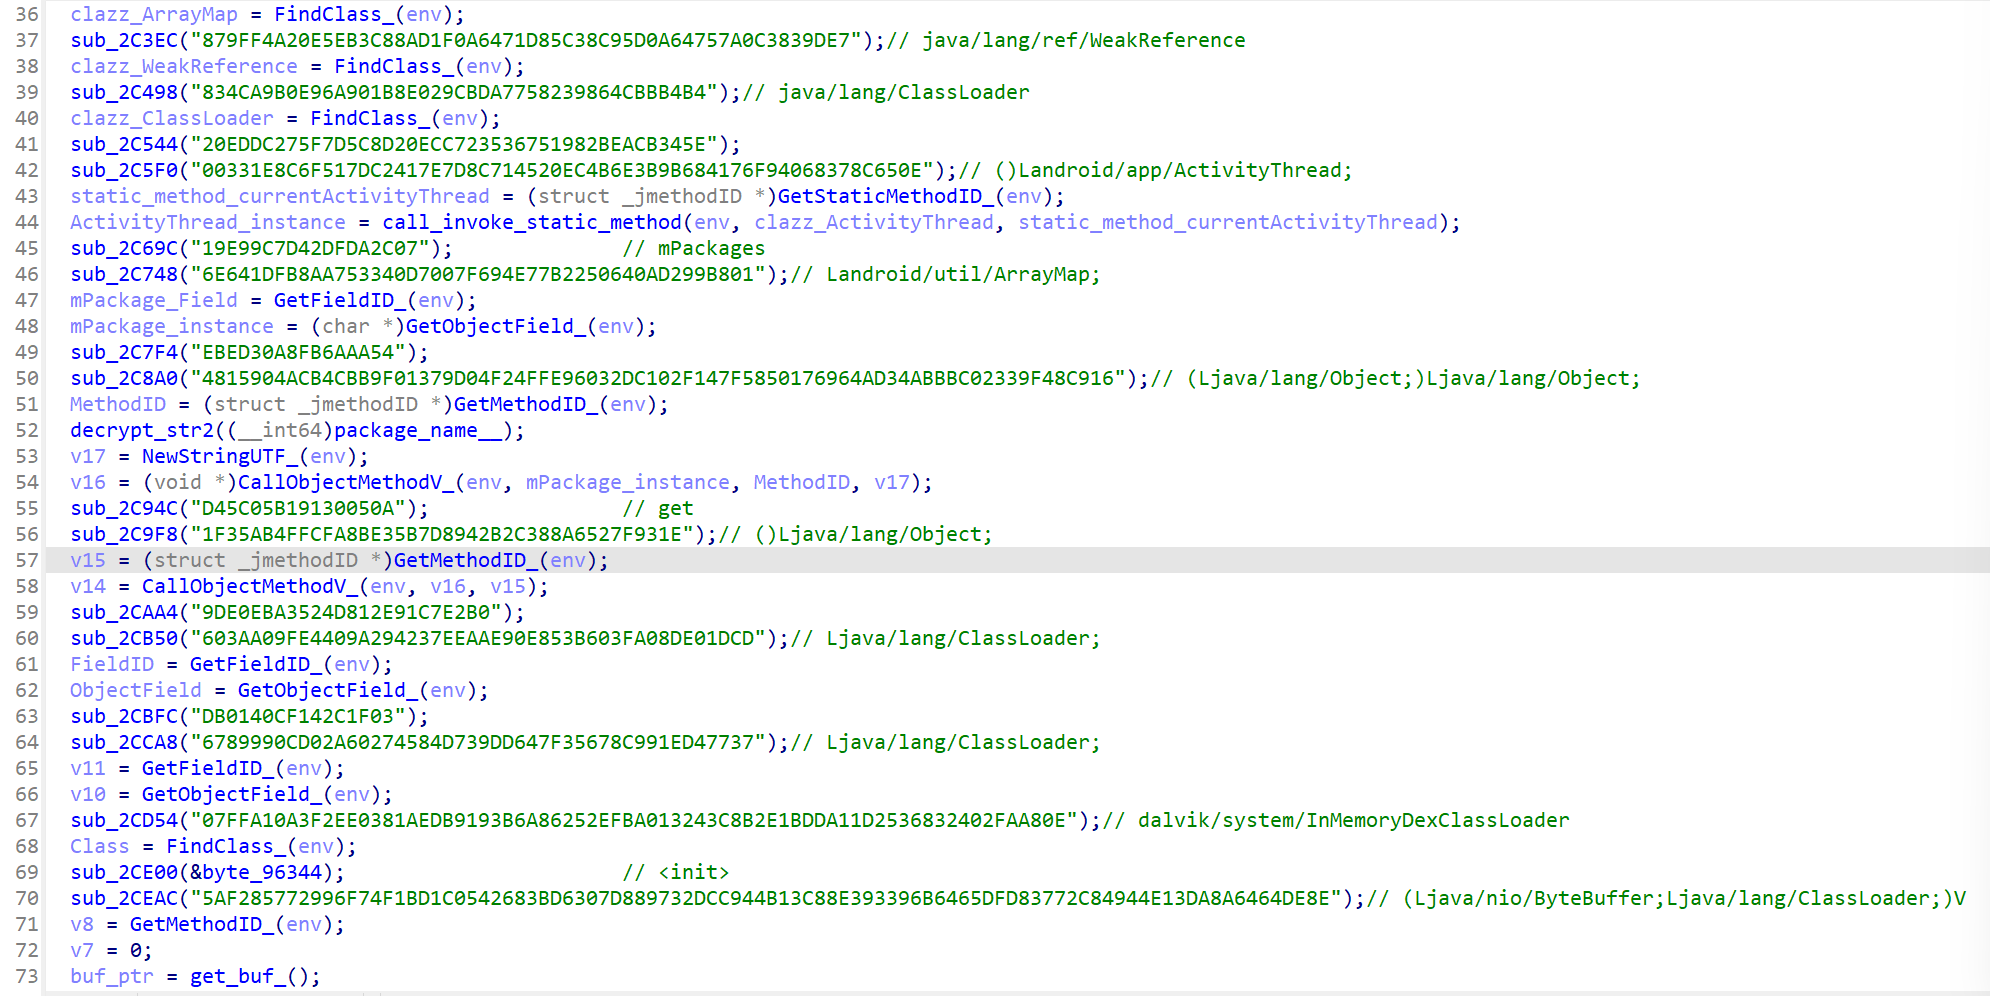 36 clazz_ArrayMap = FindClass_(env);
37 sub_2C3EC("879FF4A20E5EB3C88AD1F0A6471D85C38C95D0A64757A0C3839DE7");// java/lang/ref/WeakReference
38 clazz_WeakReference = FindClass_(env);
39 sub_2C498("834CA9B0E96A901B8E029CBDA7758239864CBBB4B4");// java/lang/ClassLoader
40 clazz_ClassLoader = FindClass_(env);
41 sub_2C544("20EDDC275F7D5C8D20ECC723536751982BEACB345E");
42 sub_2C5F0("00331E8C6F517DC2417E7D8C714520EC4B6E3B9B684176F94068378C650E");// ()Landroid/app/ActivityThread;
43 static_method_currentActivityThread = (struct _jmethodID *)GetStaticMethodID_(env);
44 ActivityThread_instance = call_invoke_static_method(env, clazz_ActivityThread, static_method_currentActivityThread);
45 sub_2C69C("19E99C7D42DFDA2C07"); // mPackages
46 sub_2C748("6E641DFB8AA753340D7007F694E77B2250640AD299B801");// Landroid/util/ArrayMap;
47 mPackage_Field = GetFieldID_(env);
48 mPackage_instance = (char *)GetObjectField_(env);
49 sub_2C7F4("EBED30A8FB6AAA54");
50 sub_2C8A0("4815904ACB4CBB9F01379D04F24FFE96032DC102F147F5850176964AD34ABBBC02339F48C916");// (Ljava/lang/Object;)Ljava/lang/Object;
51 MethodID = (struct _jmethodID *)GetMethodID_(env);
52 decrypt_str2((__int64)package_name__);
53 v17 = NewStringUTF_(env);
54 v16 = (void *)CallObjectMethodV_(env, mPackage_instance, MethodID, v17);
55 sub_2C94C("D45C05B19130050A"); // get
56 sub_2C9F8("1F35AB4FFCFA8BE35B7D8942B2C388A6527F931E");// ()Ljava/lang/Object;
57 v15 = (struct _jmethodID *)GetMethodID_(env);
58 v14 = CallObjectMethodV_(env, v16, v15);
59 sub_2CAA4("9DE0EBA3524D812E91C7E2B0");
60 sub_2CB50("603AA09FE4409A294237EEAAE90E853B603FA08DE01DCD");// Ljava/lang/ClassLoader;
61 FieldID = GetFieldID_(env);
62 ObjectField = GetObjectField_(env);
63 sub_2CBFC("DB0140CF142C1F03");
64 sub_2CCA8("6789990CD02A60274584D739DD647F35678C991ED47737");// Ljava/lang/ClassLoader;
65 v11 = GetFieldID_(env);
66 v10 = GetObjectField_(env);
67 sub_2CD54("07FFA10A3F2EE0381AEDB9193B6A86252EFBA013243C8B2E1BDDA11D2536832402FAA80E");// dalvik/system/InMemoryDexClassLoader
68 Class = FindClass_(env);
69 sub_2CE00(&byte_96344); // <init>
70 sub_2CEAC("5AF285772996F74F1BD1C0542683BD6307D889732DCC944B13C88E393396B6465DFD83772C84944E13DA8A6464DE8E");// (Ljava/nio/ByteBuffer;Ljava/lang/ClassLoader;)V
71 v8 = GetMethodID_(env);
72 v7 = 0;
73 buf_ptr = get_buf_();